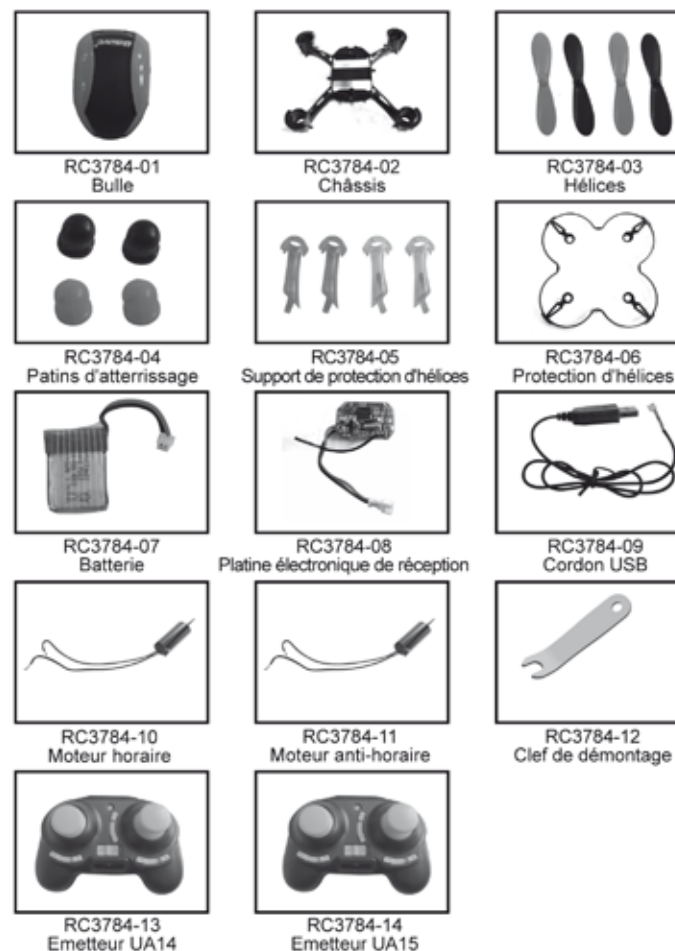 RC3784-01
Bulle
RC3784-02
Châssis
RC3784-03
Hélices
RC3784-04
Patins d'atterrissage
RC3784-05
Support de protection d'hélices
RC3784-06
Protection d'hélices
RC3784-07
Batterie
RC3784-08
Platine électronique de réception
RC3784-09
Cordon USB
RC3784-10
Moteur horaire
RC3784-11
Moteur anti-horaire
RC3784-12
Clef de démontage
RC3784-13
Emetteur UA14
RC3784-14
Emetteur UA15